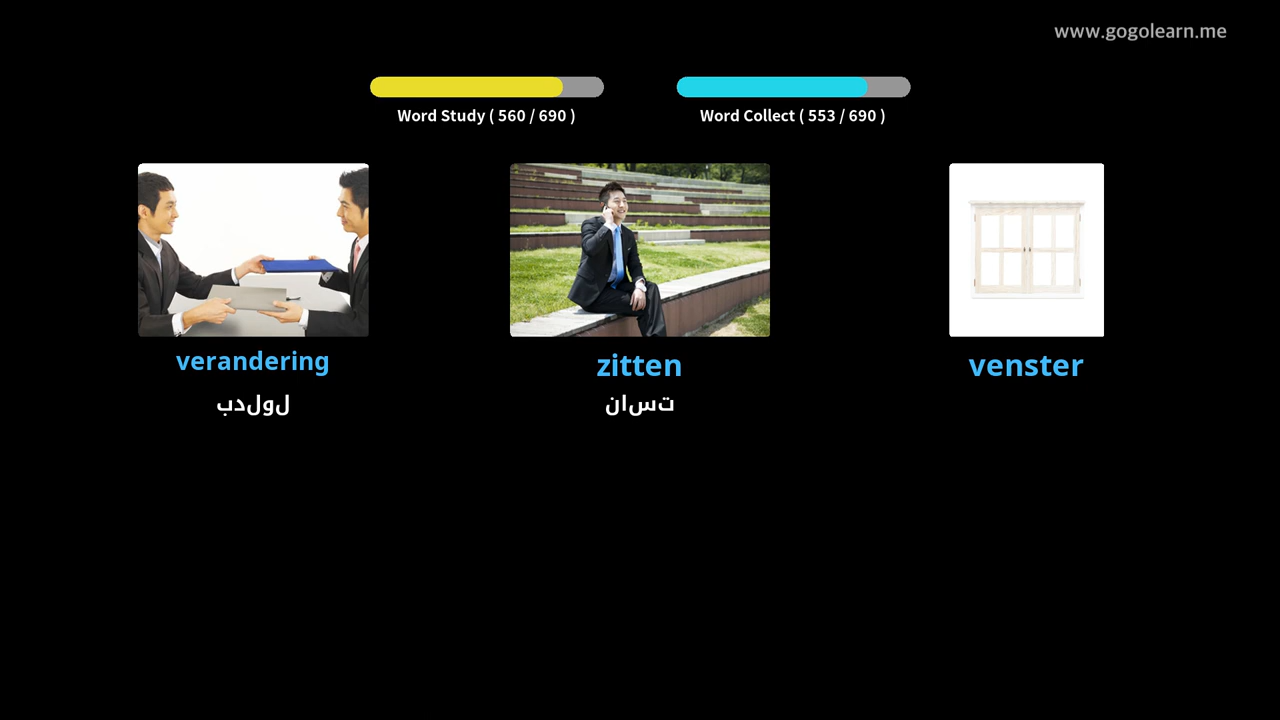 www.gogolearn.me
Word Study ( 560 / 690 )
Word Collect ( 553 / 690 )
verandering
لولدب
zitten
تسان
venster